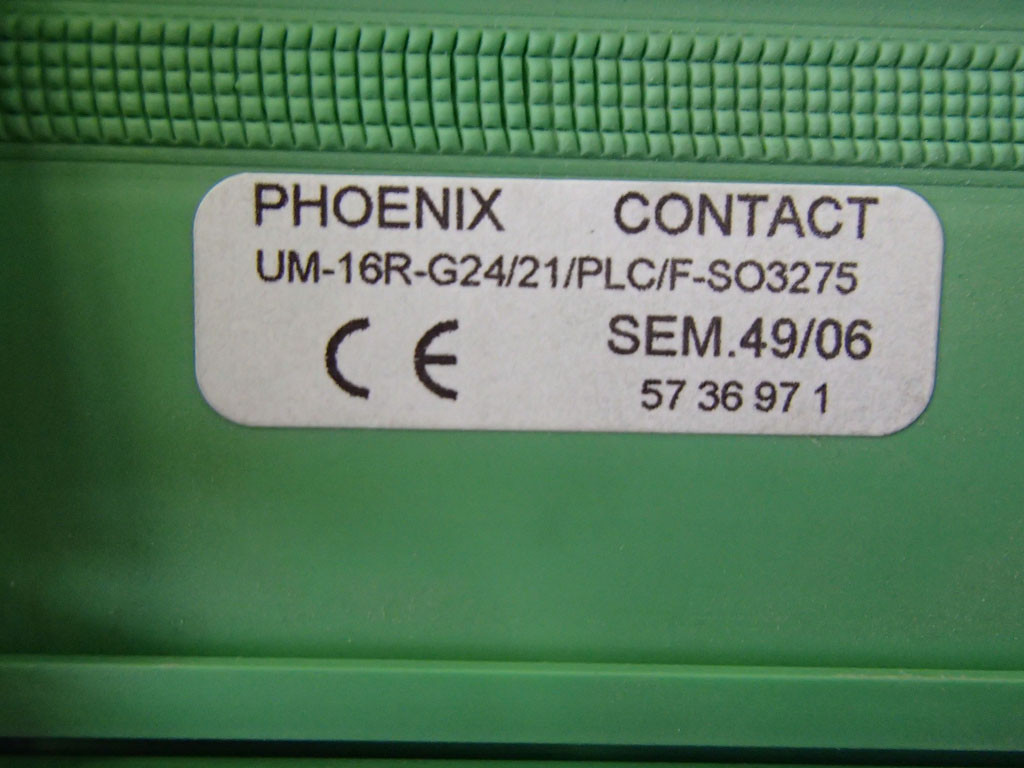 PHOENIX CONTACT
UM-16R-G24/21/PLC/F-SO3275
CE SEM.49/06
57 36 97 1